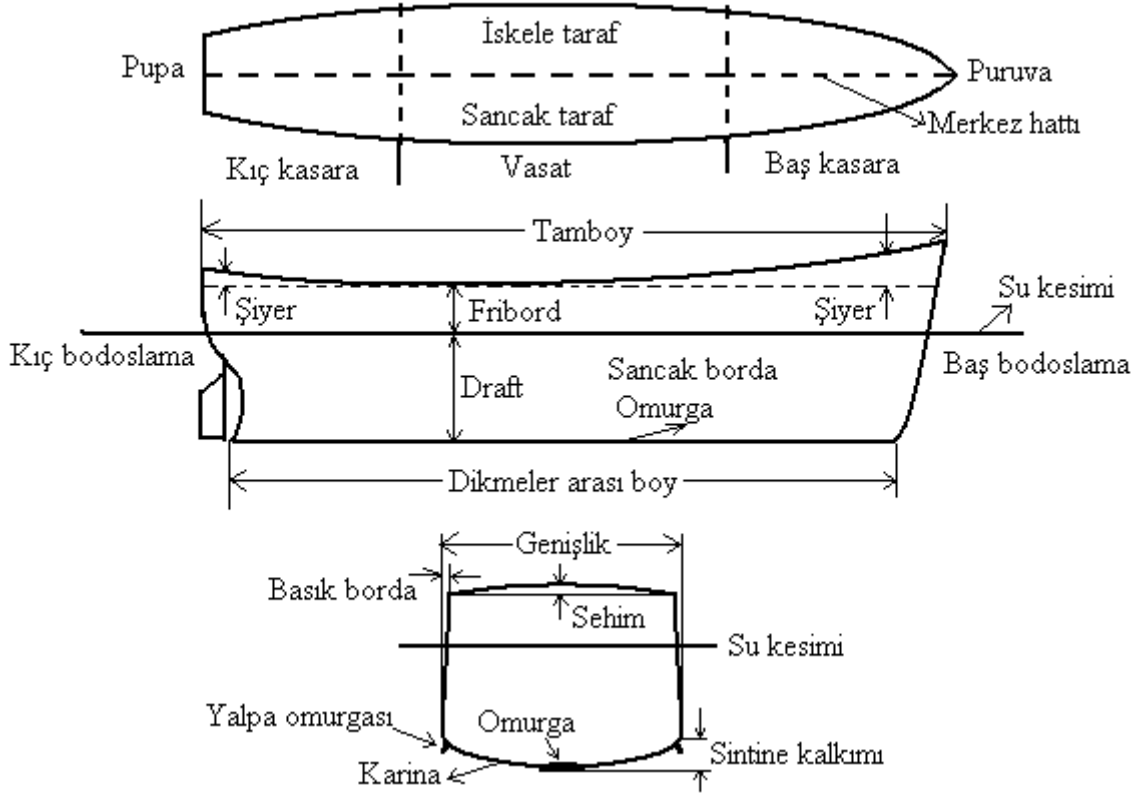 İskele taraf
Pupa
Puruva
Sancak taraf
Merkez hattı
Kıç kasara
Vasat
Baş kasara
Tamboy
Şiyer
Fribord
Şiyer
Su kesimi
Kıç bodoslama
Baş bodoslama
Draft
Sancak borda
Omurga
Dikmeler arası boy
Genişlik
Basık borda
Sehim
Su kesimi
Yalpa omurgası
Omurga
Sintine kalkımı
Karina